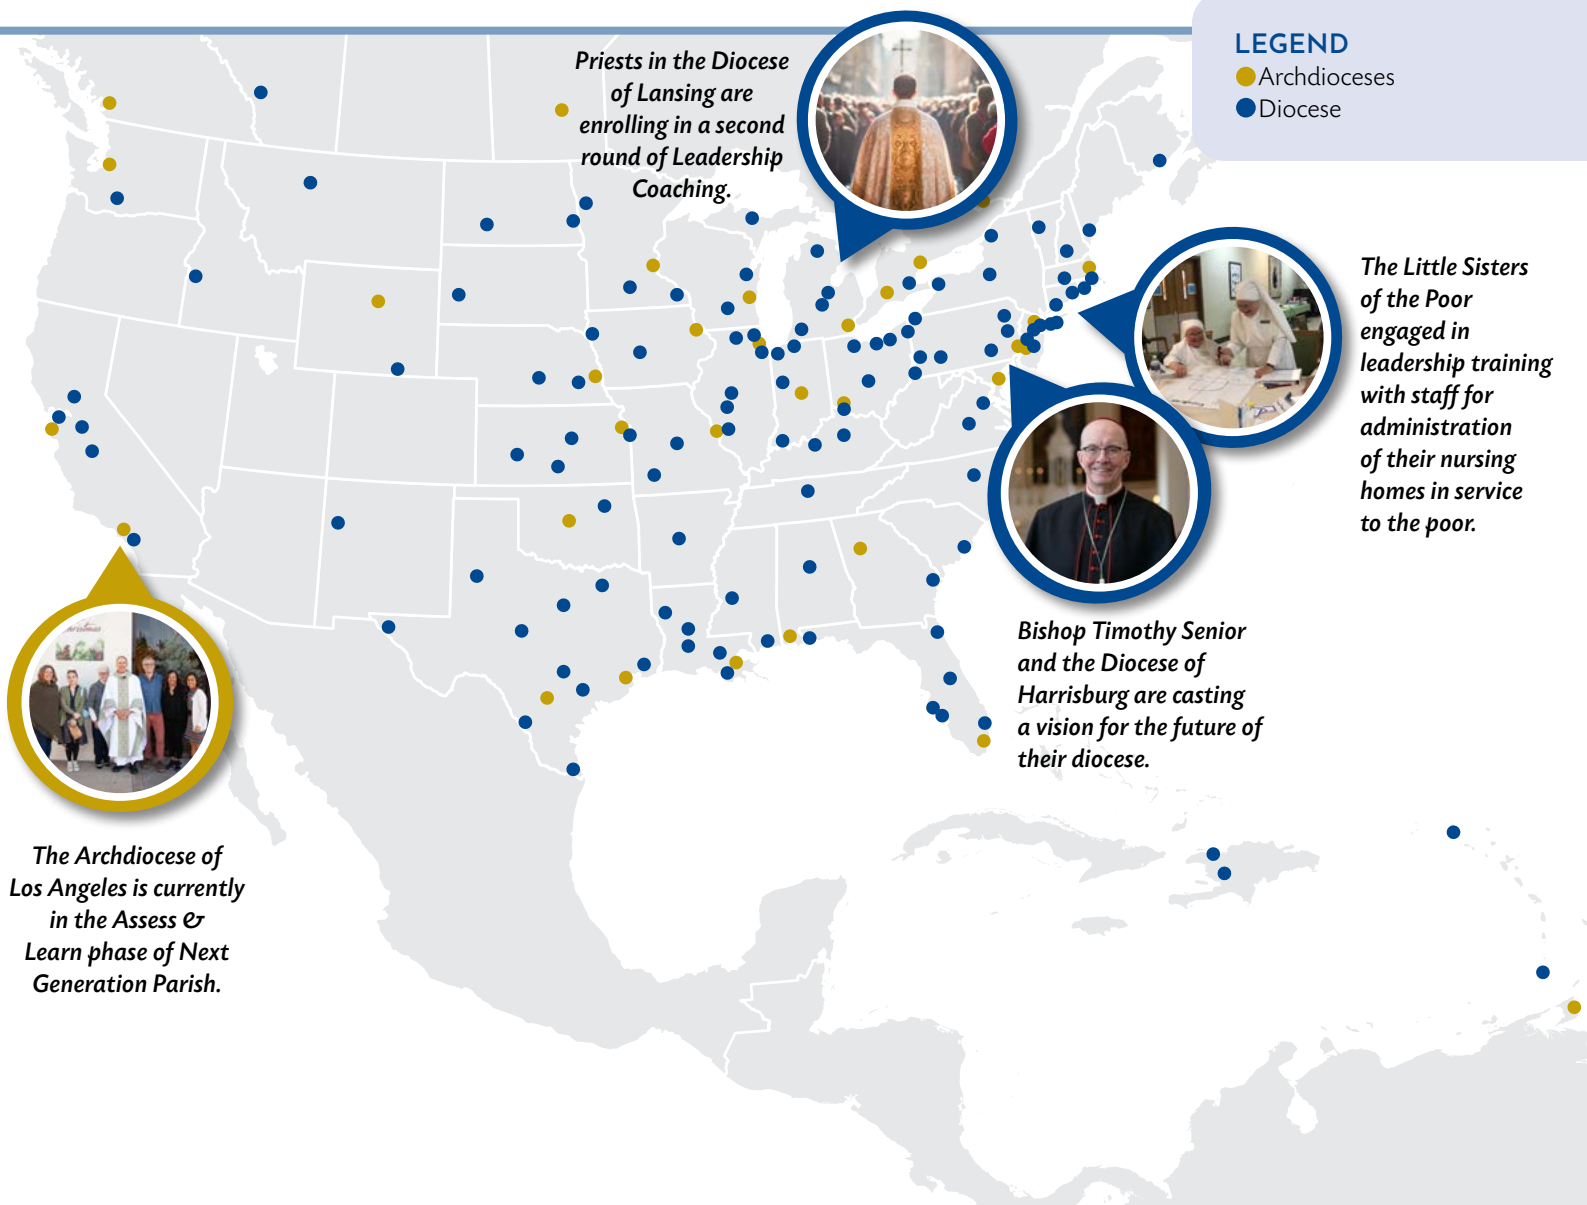 LEGEND
Archdioceses
Diocese
Priests in the Diocese
of Lansing are
enrolling in a second
round of Leadership
Coaching.
The Little Sisters
of the Poor
engaged in
leadership training
with staff for
administration
of their nursing
homes in service
to the poor.
Bishop Timothy Senior
and the Diocese of
Harrisburg are casting
a vision for the future of
their diocese.
The Archdiocese of
Los Angeles is currently
in the Assess &
Learn phase of Next
Generation Parish.